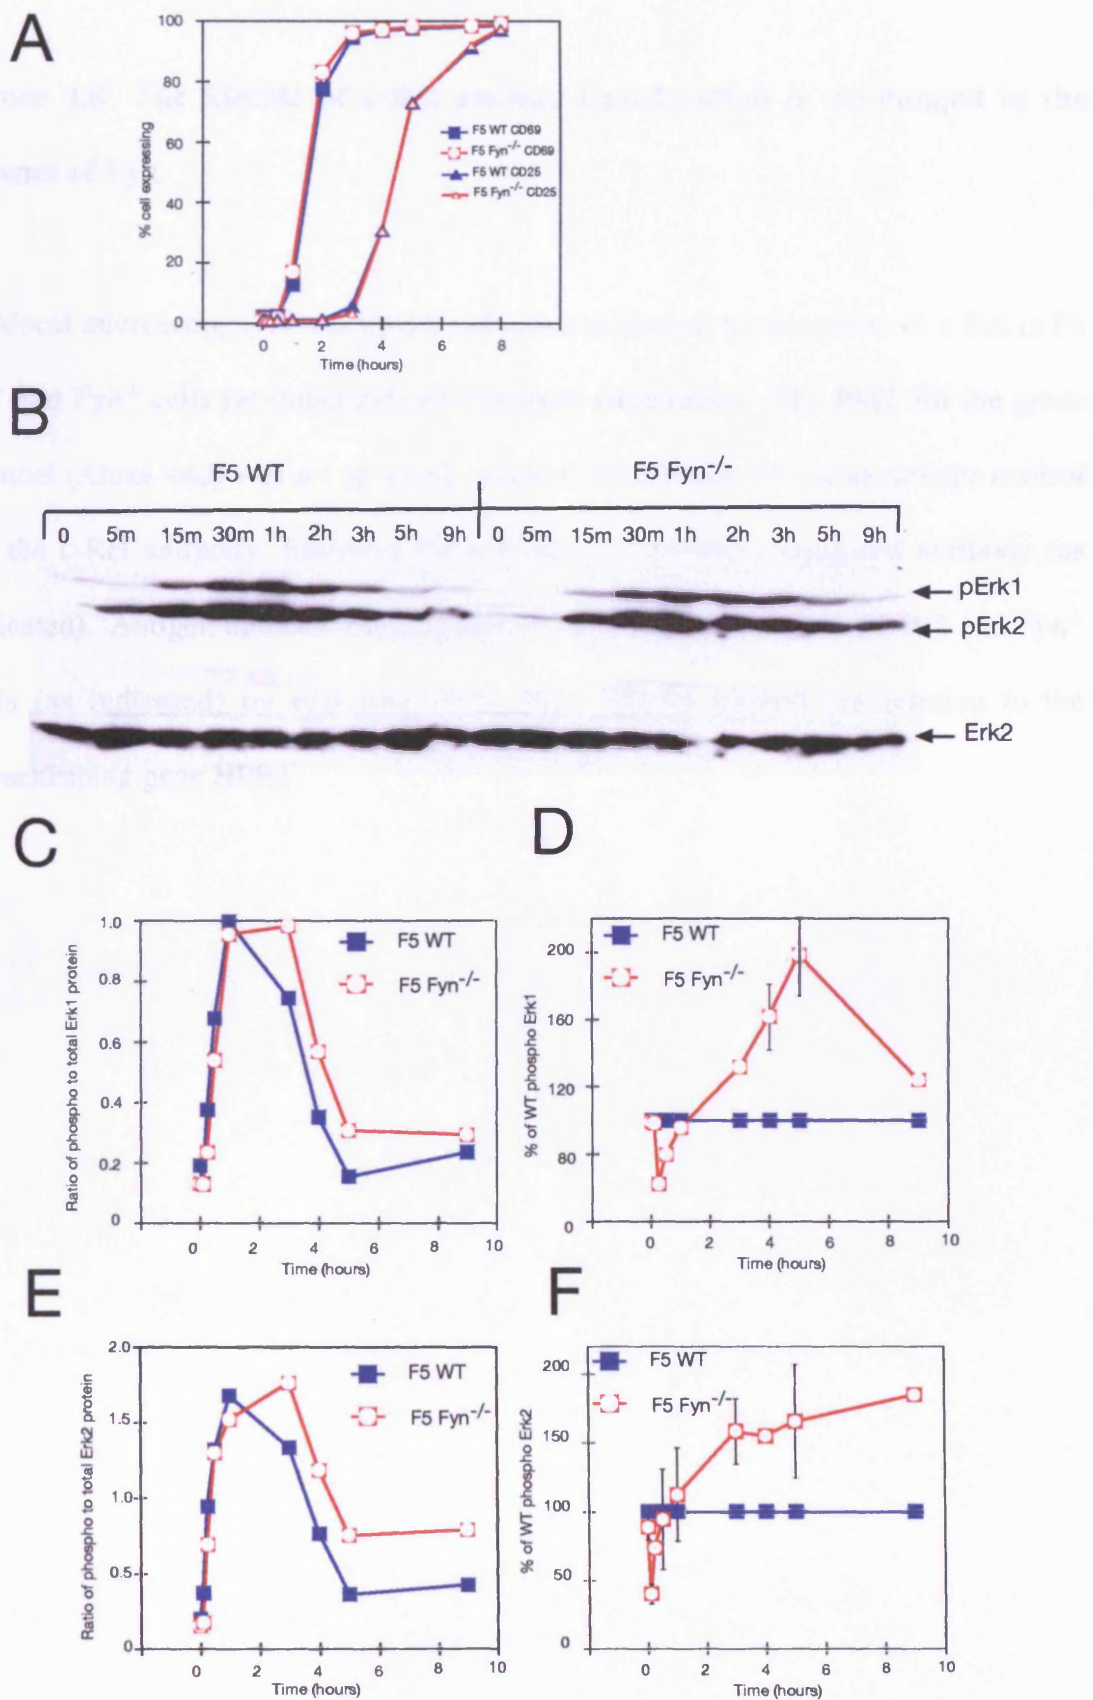 A
100
80
60
40
20
0
% cell expressing
F5 WT CD69
F5 Fyn-/- CD69
F5 WT CD25
F5 Fyn-/- CD25
0 2 4 6 8
Time (hours)
B
F5 WT F5 Fyn-/-
0 5m 15m 30m 1h 2h 3h 5h 9h 0 5m 15m 30m 1h 2h 3h 5h 9h
pErk1
pErk2
Erk2
C
1.0
0.8
0.6
0.4
0.2
0
Ratio of phospho to total Erk1 protein
F5 WT
F5 Fyn-/-
0 2 4 6 8 10
Time (hours)
D
200
160
120
80
0
% of WT phospho Erk1
F5 WT
F5 Fyn-/-
0 2 4 6 8 10
Time (hours)
E
2.0
1.5
1.0
0.5
0
Ratio of phospho to total Erk2 protein
F5 WT
F5 Fyn-/-
0 2 4 6 8 10
Time (hours)
F
200
150
100
50
0
% of WT phospho Erk2
F5 WT
F5 Fyn-/-
0 2 4 6 8 10
Time (hours)